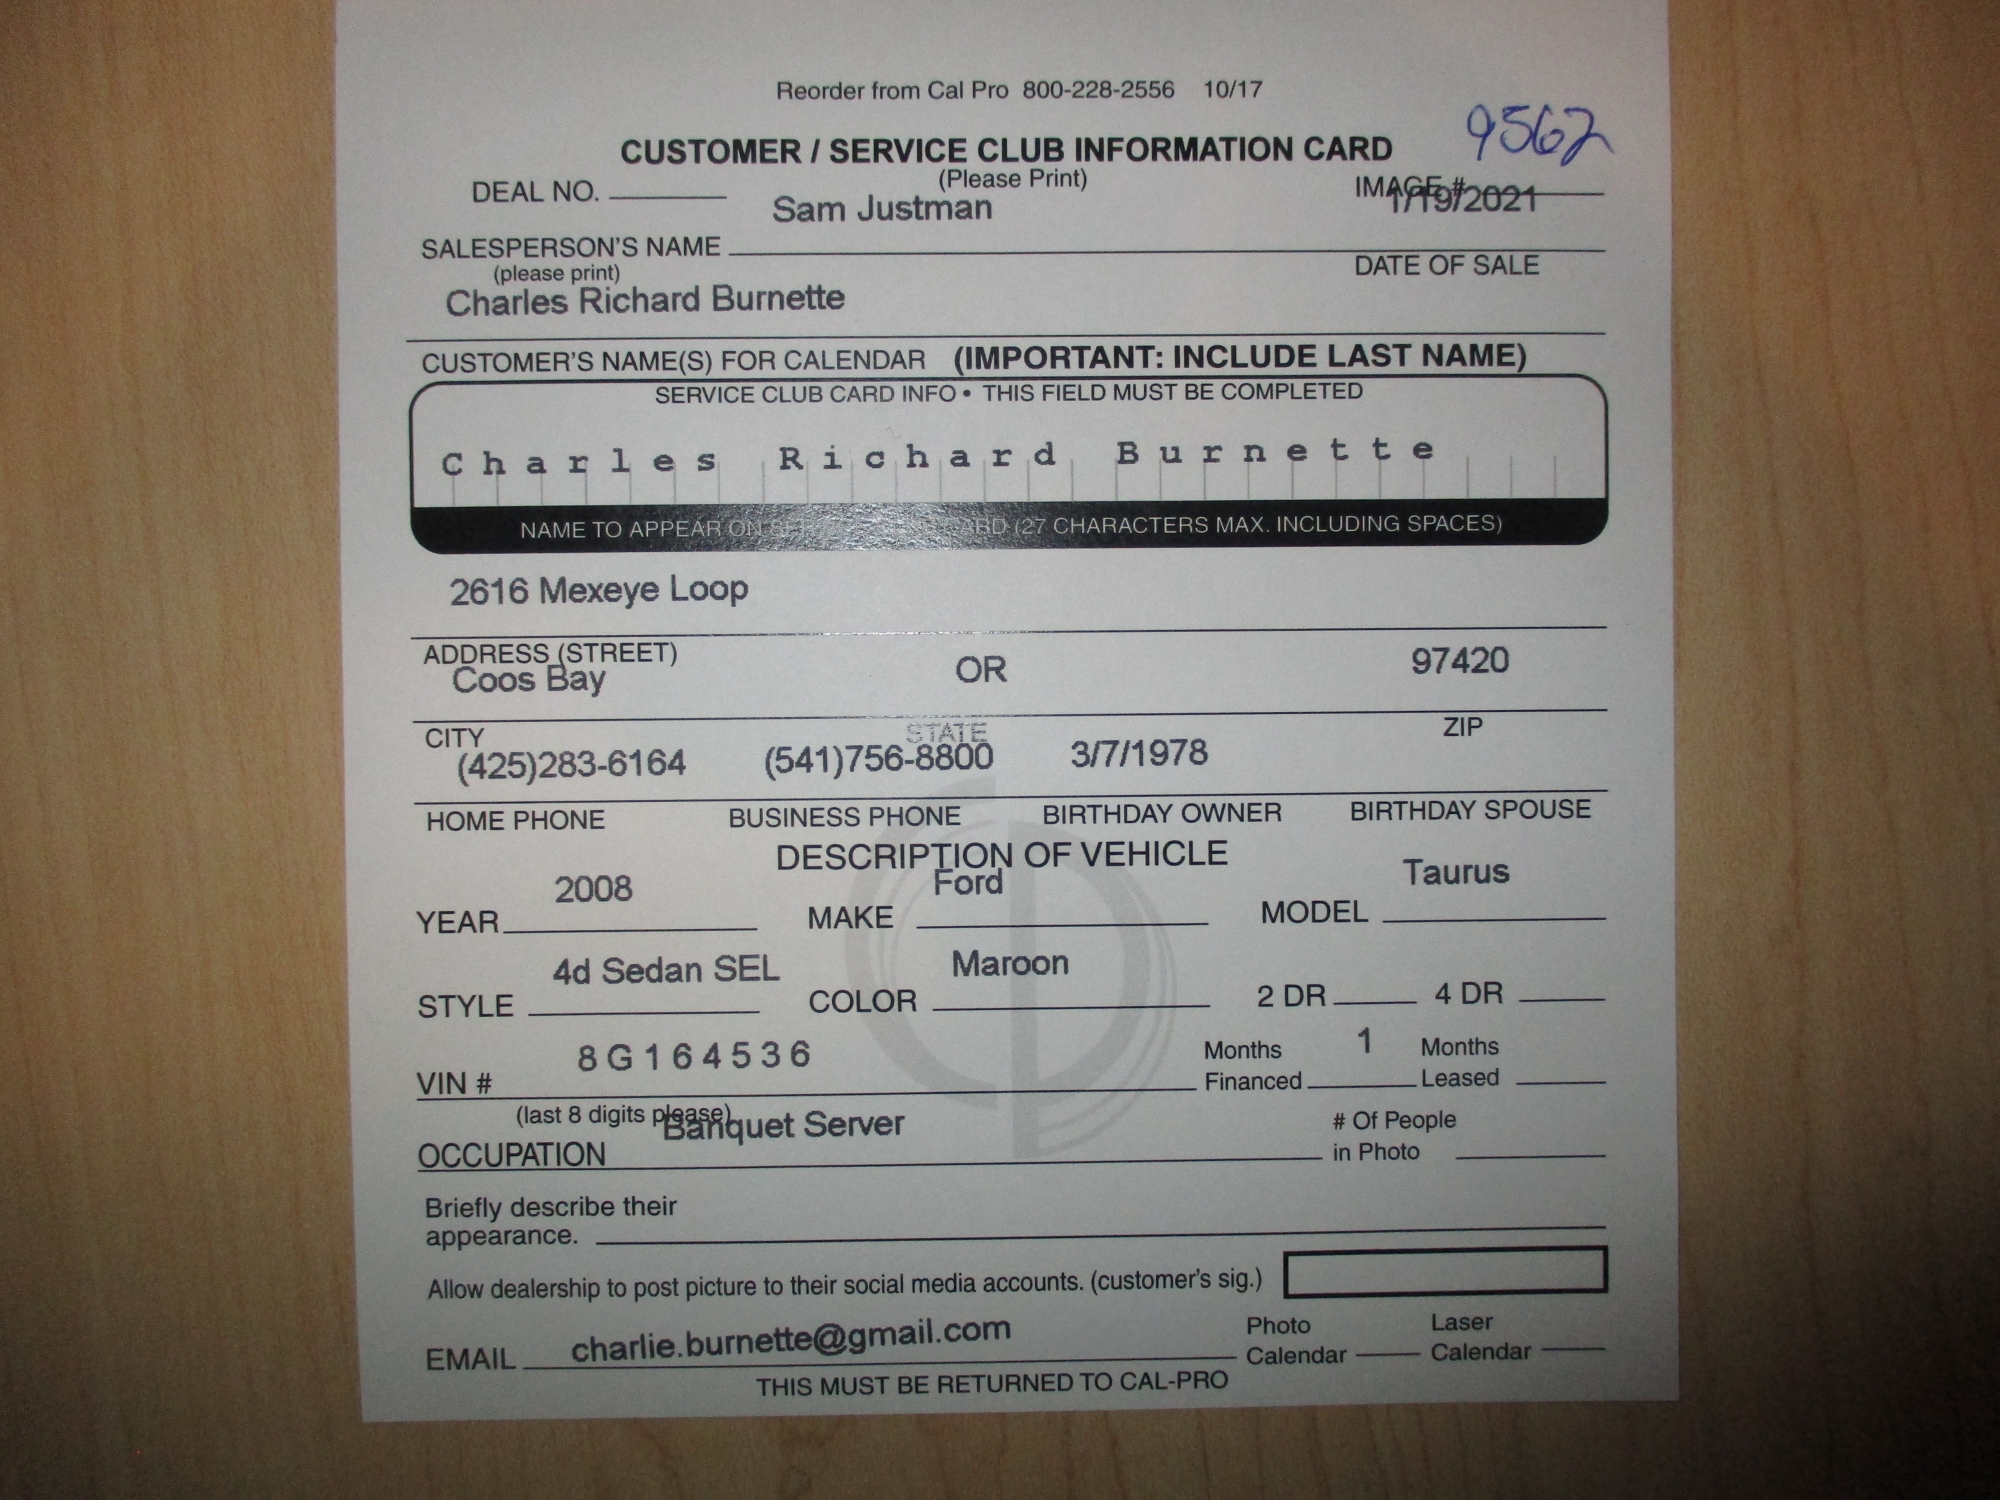 Reorder from Cal Pro 800-228-2556 10/17
9562
CUSTOMER / SERVICE CLUB INFORMATION CARD
(Please Print)
DEAL NO. IMAGE #
Sam Justman 1/19/2021
SALESPERSON'S NAME
(please print) DATE OF SALE
Charles Richard Burnette
CUSTOMER'S NAME(S) FOR CALENDAR (IMPORTANT: INCLUDE LAST NAME)
SERVICE CLUB CARD INFO • THIS FIELD MUST BE COMPLETED
Charles Richard Burnette
NAME TO APPEAR ON SERVICE CLUB CARD (27 CHARACTERS MAX. INCLUDING SPACES)
2616 Mexeye Loop
ADDRESS (STREET)
Coos Bay OR 97420
CITY STATE ZIP
(425)283-6164 (541)756-8800 3/7/1978
HOME PHONE BUSINESS PHONE BIRTHDAY OWNER BIRTHDAY SPOUSE
DESCRIPTION OF VEHICLE
2008 Ford Taurus
YEAR MAKE MODEL
4d Sedan SEL Maroon
STYLE COLOR 2 DR 4 DR
8G164536 Months 1 Months
VIN # Financed Leased
(last 8 digits please) Banquet Server # Of People
OCCUPATION in Photo
Briefly describe their
appearance.
Allow dealership to post picture to their social media accounts. (customer's sig.)
charlie.burnette@gmail.com Photo Laser
EMAIL Calendar Calendar
THIS MUST BE RETURNED TO CAL-PRO